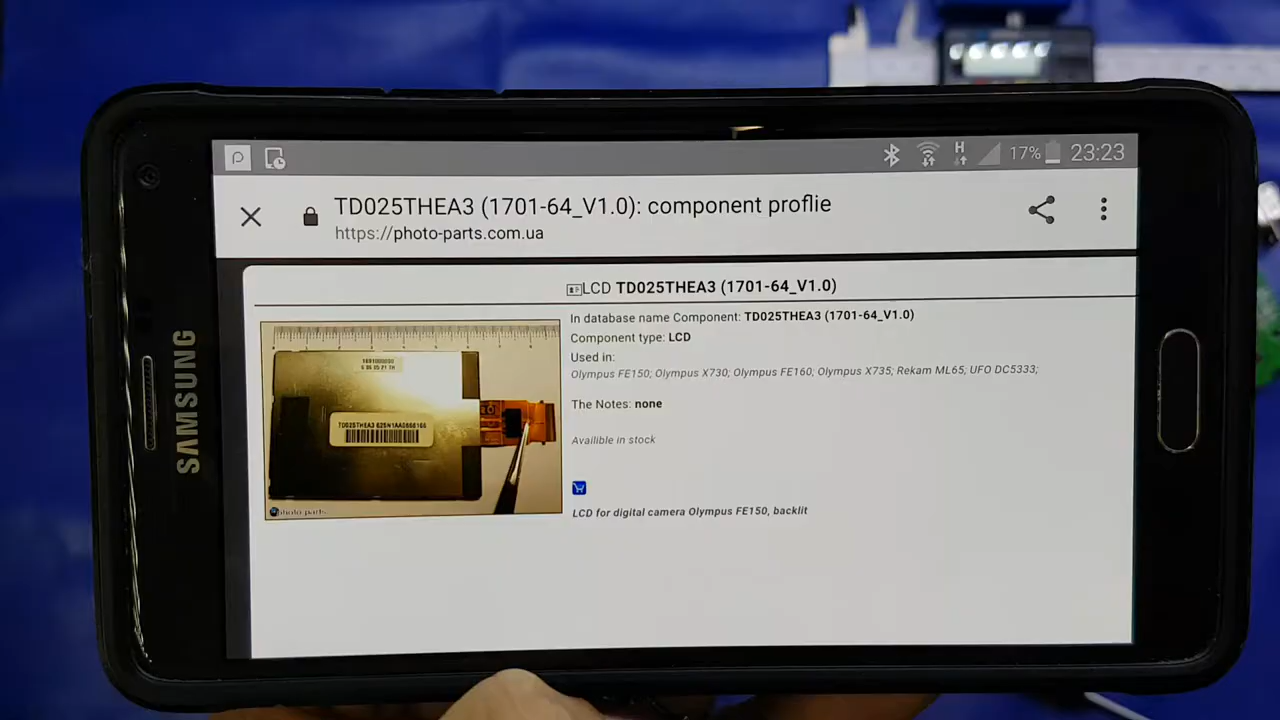 17% 23:23
H
TD025THEA3 (1701-64_V1.0): component proflie
https://photo-parts.com.ua
LCD TD025THEA3 (1701-64_V1.0)
In database name Component: TD025THEA3 (1701-64_V1.0)
Component type: LCD
Used in:
Olympus FE150; Olympus X730; Olympus FE160; Olympus X735; Rekam ML65; UFO DC5333;
The Notes: none
Availible in stock
LCD for digital camera Olympus FE150, backlit
photo-parts
SAMSUNG